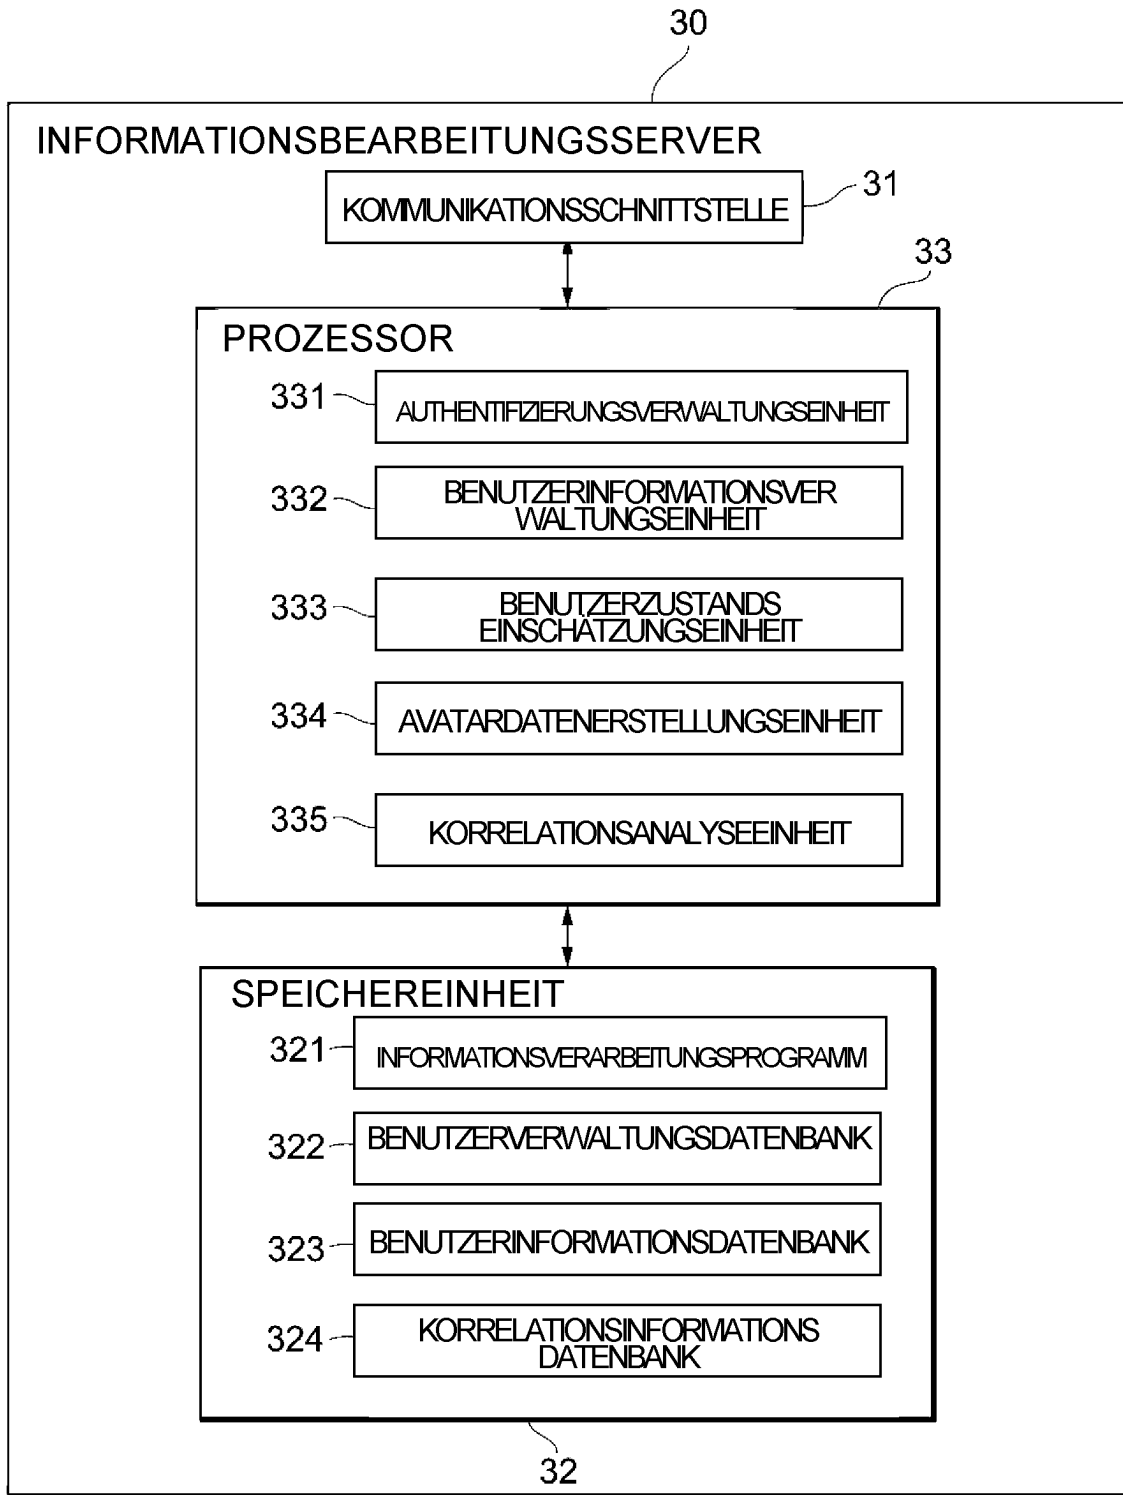 30
INFORMATIONSBEARBEITUNGSSERVER
KOMMUNIKATIONSSCHNITTSTELLE
31
33
PROZESSOR
331
AUTHENTIFIZIERUNGSVERWALTUNGSEINHEIT
332
BENUTZERINFORMATIONSVER
WALTUNGSEINHEIT
333
BENUTZERZUSTANDS
EINSCHÄTZUNGSEINHEIT
334
AVATARDATENERSTELLUNGSEINHEIT
335
KORRELATIONSANALYSEEINHEIT
SPEICHEREINHEIT
321
INFORMATIONSVERARBEITUNGSPROGRAMM
322
BENUTZERVERWALTUNGSDATENBANK
323
BENUTZERINFORMATIONSDATENBANK
324
KORRELATIONSINFORMATIONS
DATENBANK
32